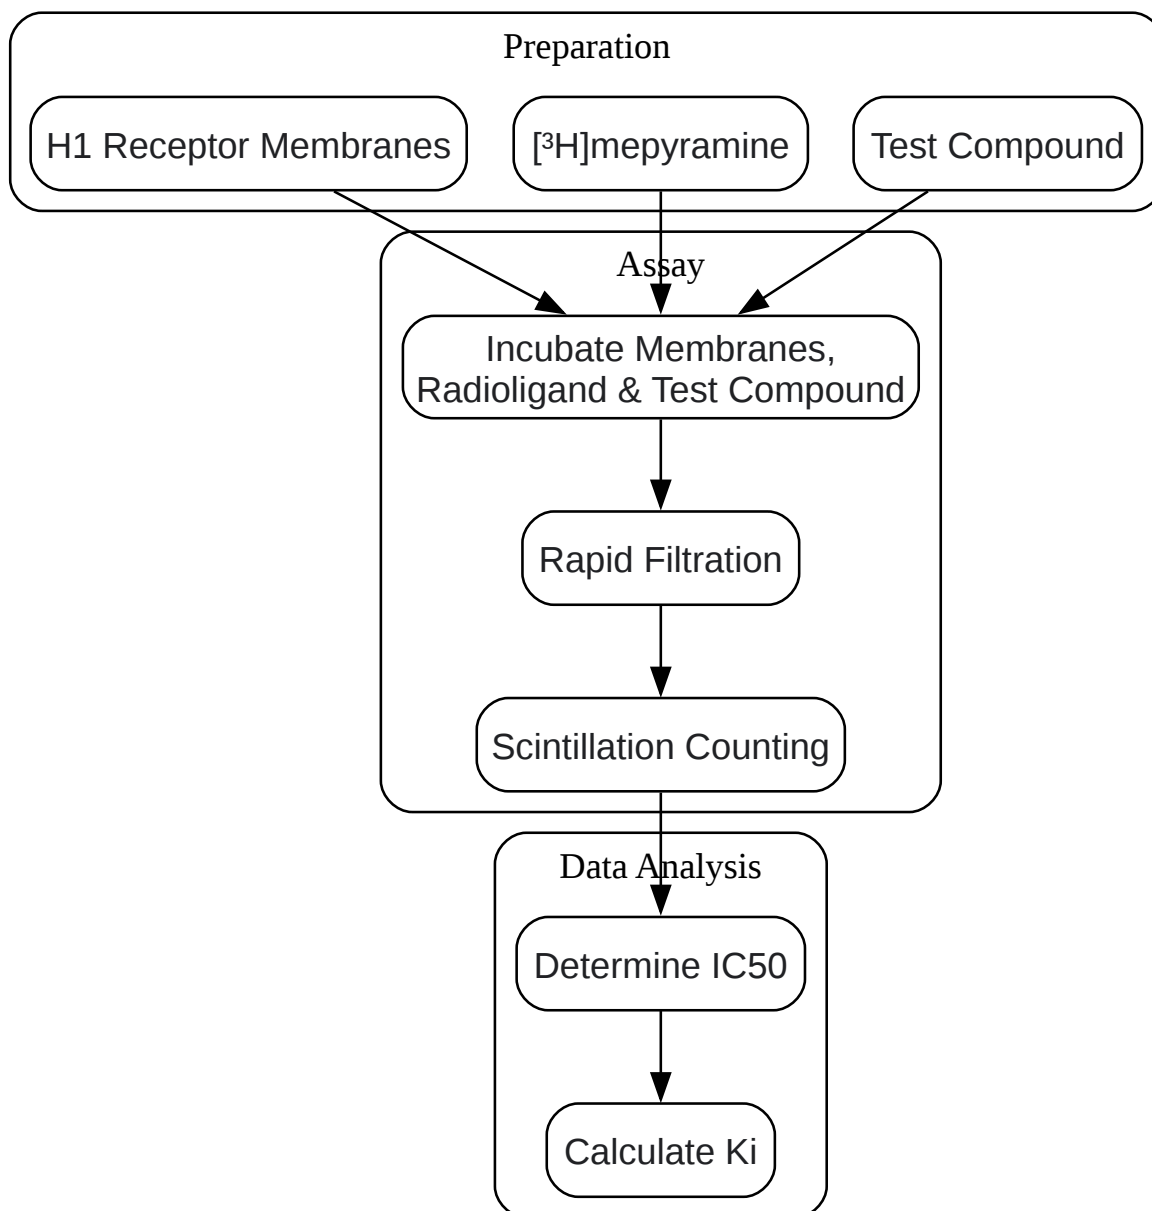 Preparation
H1 Receptor Membranes
[³H]mepyramine
Test Compound
Assay
Incubate Membranes,
Radioligand & Test Compound
Rapid Filtration
Scintillation Counting
Data Analysis
Determine IC50
Calculate Ki